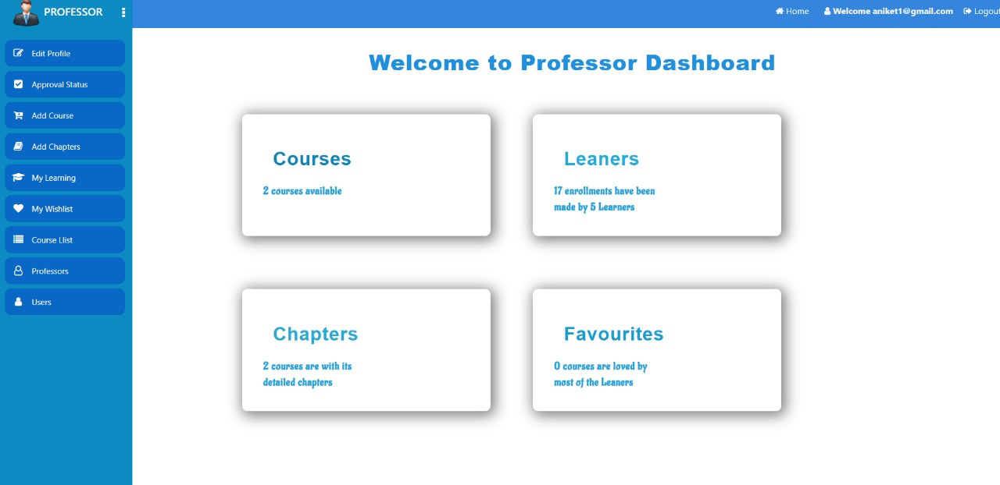 PROFESSOR
Home
Welcome aniket1@gmail.com
Logout
Edit Profile
Approval Status
Add Course
Add Chapters
My Learning
My Wishlist
Course Llist
Professors
Users
Welcome to Professor Dashboard
Courses
2 courses available
Leaners
17 enrollments have been
made by 5 Learners
Chapters
2 courses are with its
detailed chapters
Favourites
0 courses are loved by
most of the Leaners